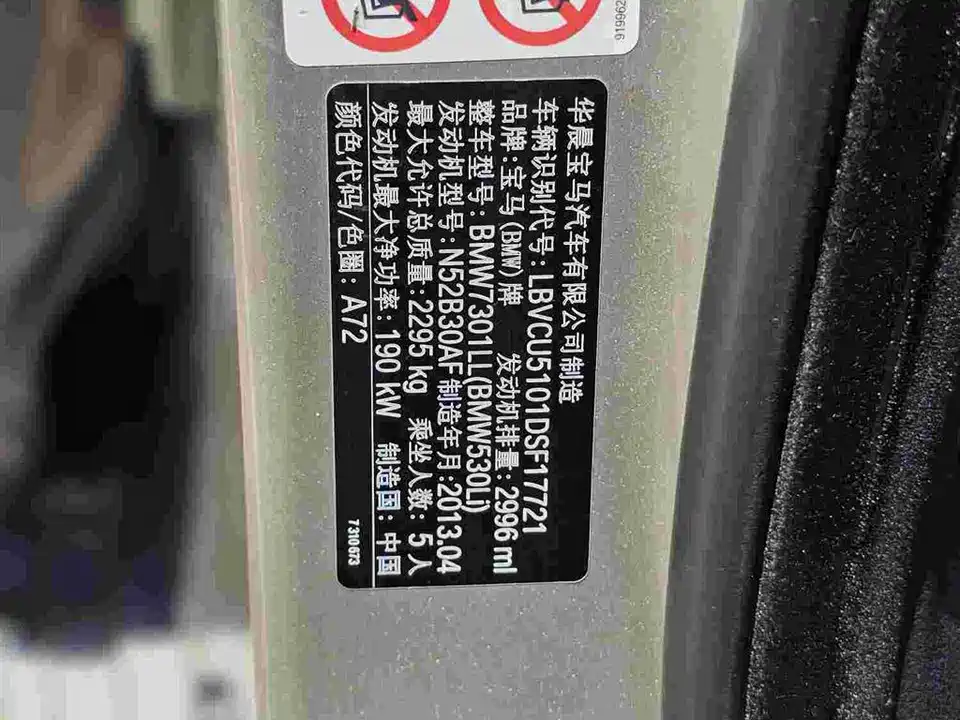 919962
华晨宝马汽车有限公司制造
车辆识别代号: LBVCU5101DSF17721
品牌: 宝马(BMW)牌 发动机排量: 2996 ml
整车型号: BMW7301LL(BMW530Li)
发动机型号: N52B30AF 制造年月:2013.04
最大允许总质量: 2295 kg 乘坐人数: 5 人
发动机最大净功率: 190 kW 制造国: 中国
颜色代码/色圈: A72
7310673